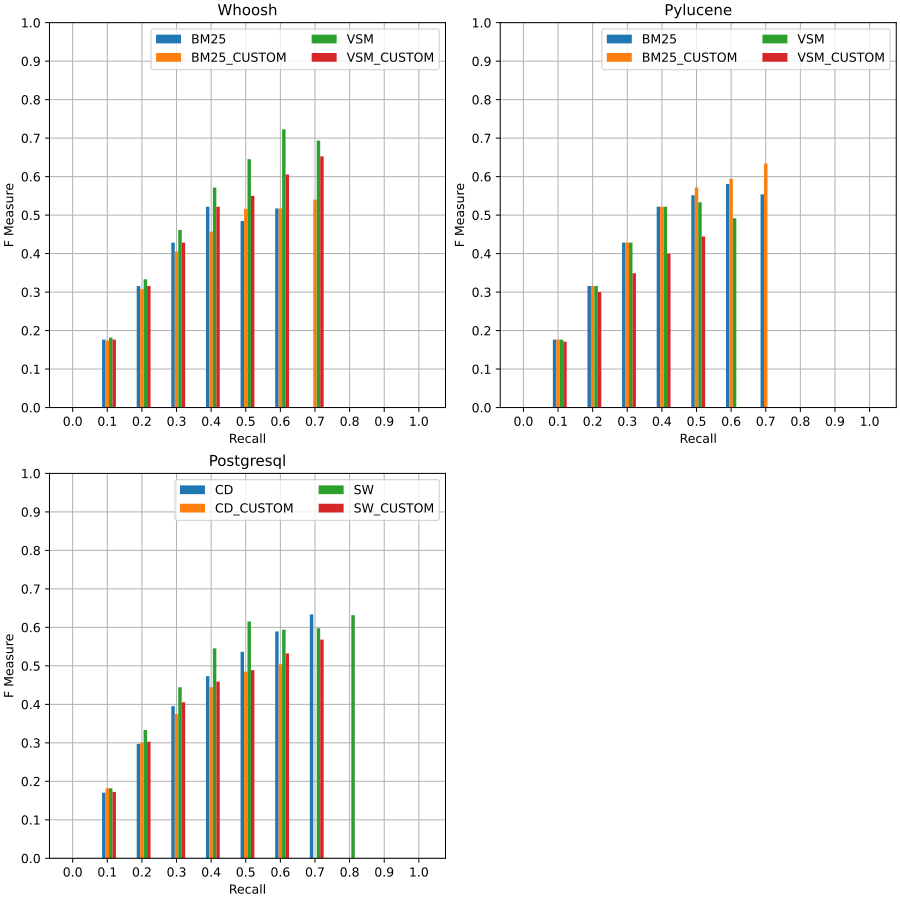 Whoosh
BM25
BM25_CUSTOM
VSM
VSM_CUSTOM
F Measure
1.0
0.9
0.8
0.7
0.6
0.5
0.4
0.3
0.2
0.1
0.0
0.0 0.1 0.2 0.3 0.4 0.5 0.6 0.7 0.8 0.9 1.0
Recall
Pylucene
BM25
BM25_CUSTOM
VSM
VSM_CUSTOM
F Measure
1.0
0.9
0.8
0.7
0.6
0.5
0.4
0.3
0.2
0.1
0.0
0.0 0.1 0.2 0.3 0.4 0.5 0.6 0.7 0.8 0.9 1.0
Recall
Postgresql
CD
CD_CUSTOM
SW
SW_CUSTOM
F Measure
1.0
0.9
0.8
0.7
0.6
0.5
0.4
0.3
0.2
0.1
0.0
0.0 0.1 0.2 0.3 0.4 0.5 0.6 0.7 0.8 0.9 1.0
Recall